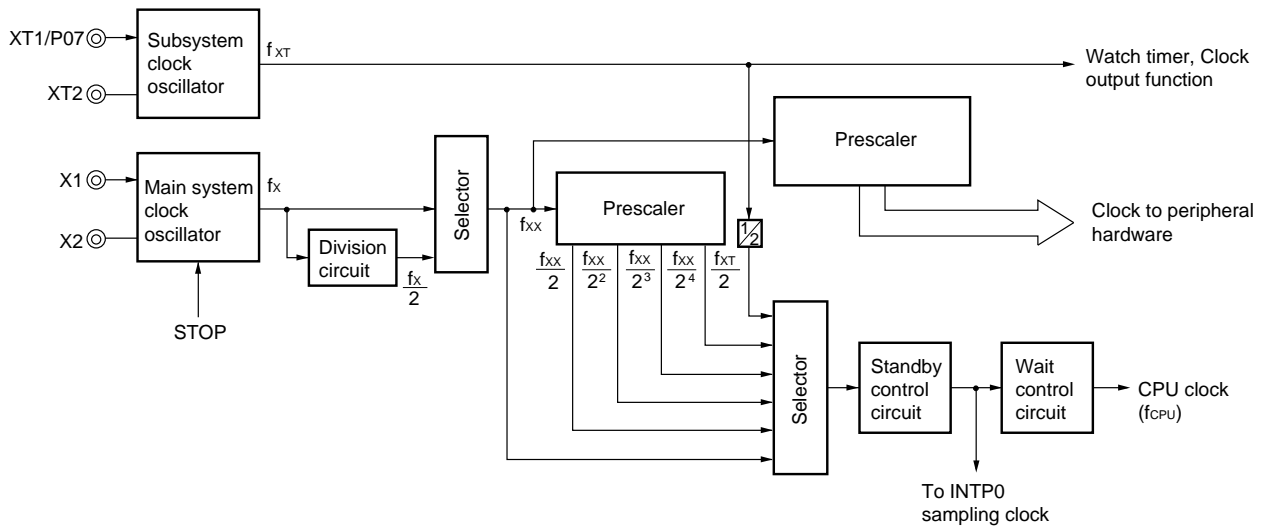 XT1/P07
XT2
Subsystem
clock
oscillator
fXT
Watch timer, Clock
output function
X1
X2
Main system
clock
oscillator
fX
STOP
Division
circuit
fX/2
Selector
fXX
Prescaler
Prescaler
1/2
Clock to peripheral
hardware
fXX/2
fXX/2²
fXX/2³
fXX/2⁴
fXT/2
Selector
Standby
control
circuit
Wait
control
circuit
CPU clock
(fCPU)
To INTP0
sampling clock